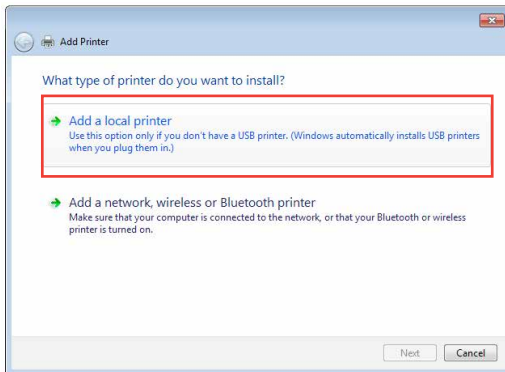 Add Printer
What type of printer do you want to install?
Add a local printer
Use this option only if you don't have a USB printer. (Windows automatically installs USB printers
when you plug them in.)
Add a network, wireless or Bluetooth printer
Make sure that your computer is connected to the network, or that your Bluetooth or wireless
printer is turned on.
Next Cancel